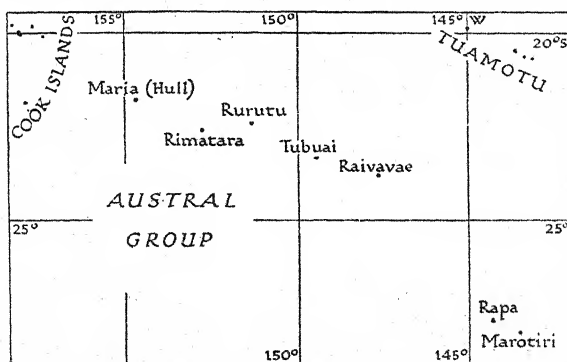 155°
150°
145° W
20°S
COOK ISLANDS
TUAMOTU
Maria (Hull)
Rurutu
Rimatara
Tubuai
Raivavae
AUSTRAL
GROUP
25°
25°
Rapa
Marotiri
150°
145°